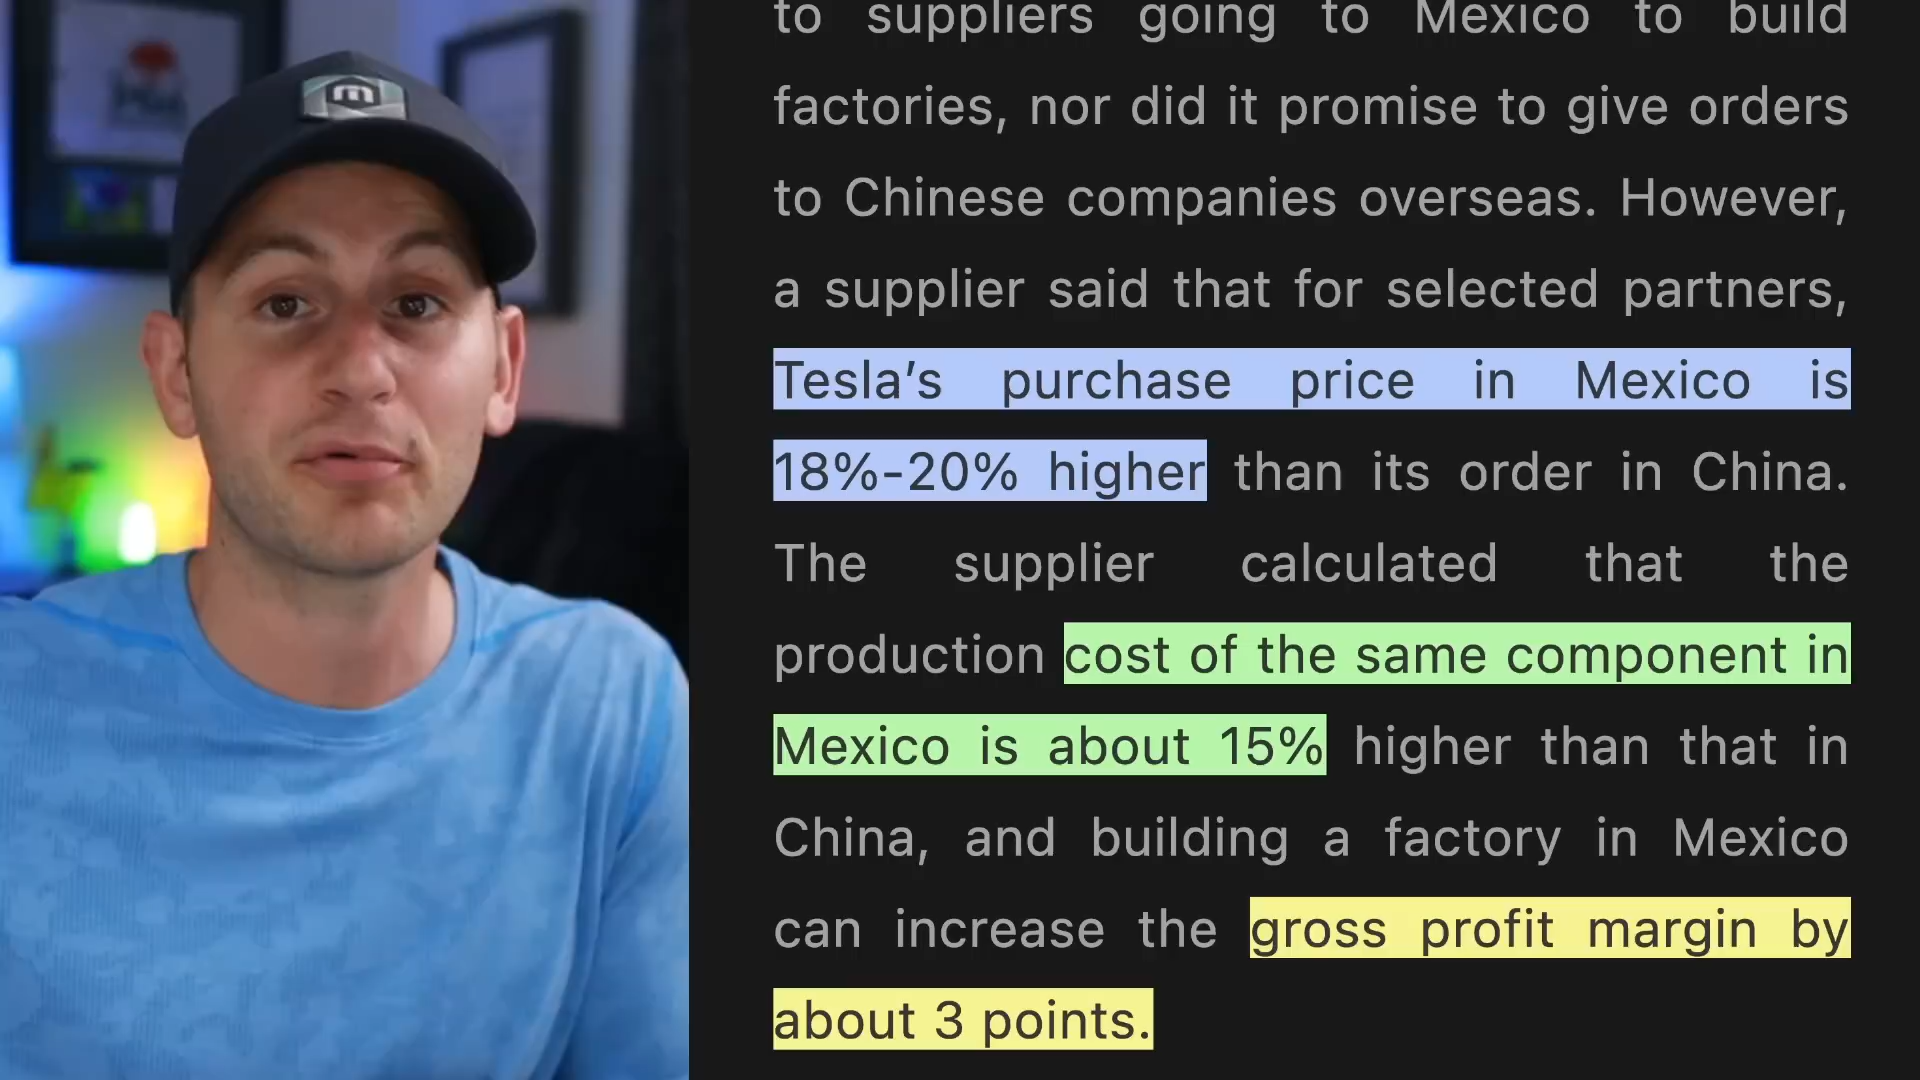 to suppliers going to Mexico to build
factories, nor did it promise to give orders
to Chinese companies overseas. However,
a supplier said that for selected partners,
Tesla’s purchase price in Mexico is
18%-20% higher than its order in China.
The supplier calculated that the
production cost of the same component in
Mexico is about 15% higher than that in
China, and building a factory in Mexico
can increase the gross profit margin by
about 3 points.